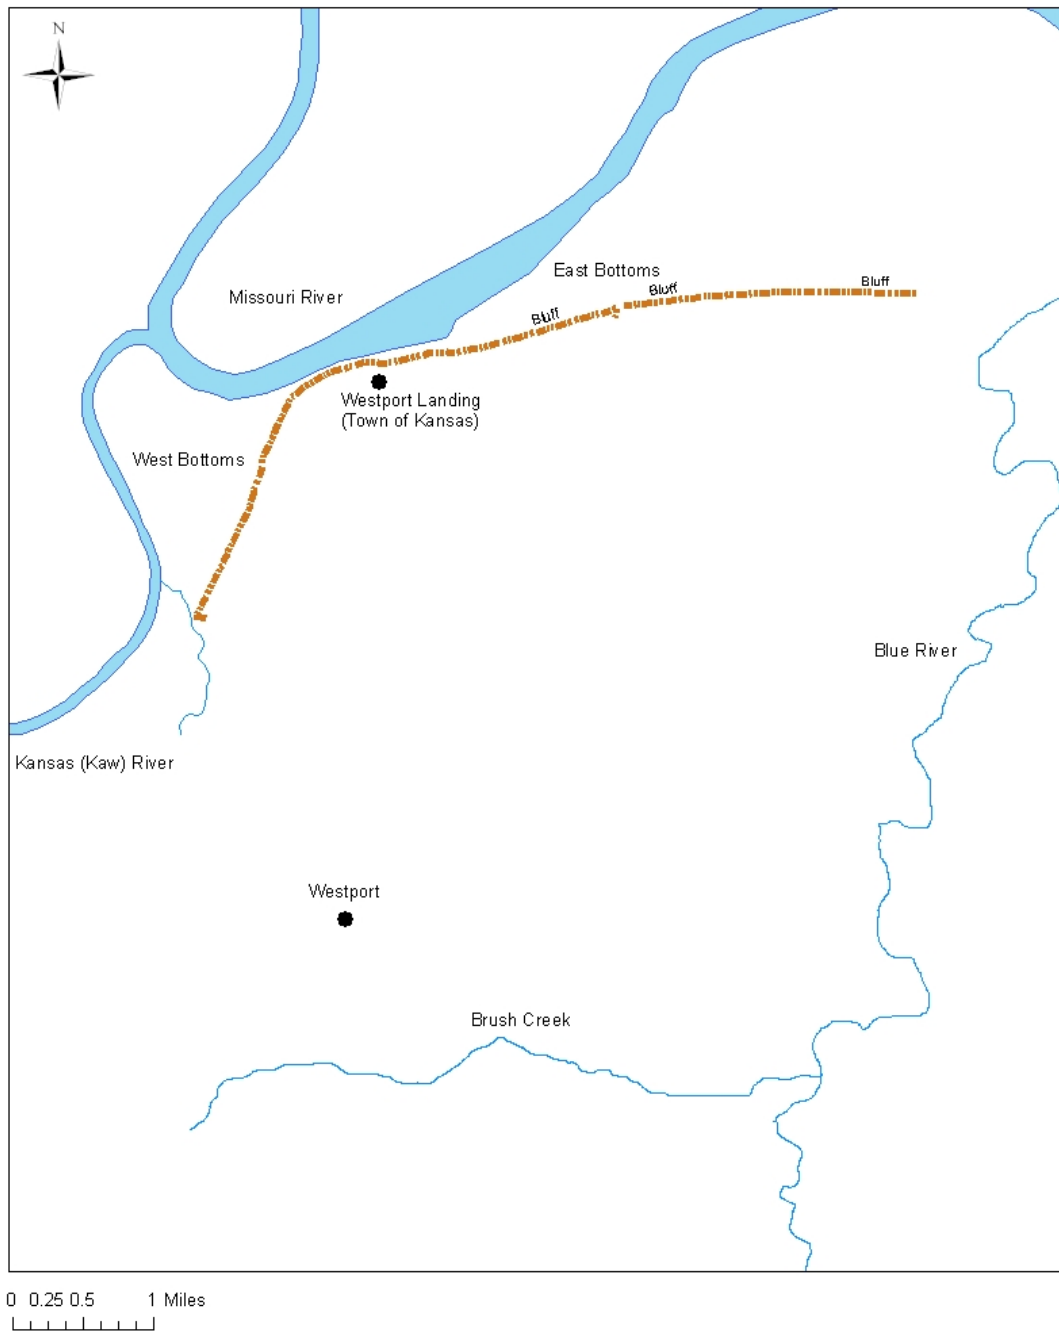 N
East Bottoms
Bluff
Bluff
Bluff
Missouri River
Westport Landing
(Town of Kansas)
West Bottoms
Blue River
Kansas (Kaw) River
Westport
Brush Creek
0 0.25 0.5 1 Miles